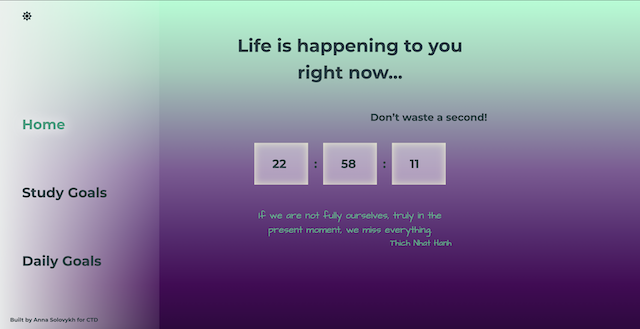 Home
Study Goals
Daily Goals
Built by Anna Solovykh for CTD
Life is happening to you
right now...
Don't waste a second!
22 : 58 : 11
If we are not fully ourselves, truly in the
present moment, we miss everything.
Thich Nhat Hanh